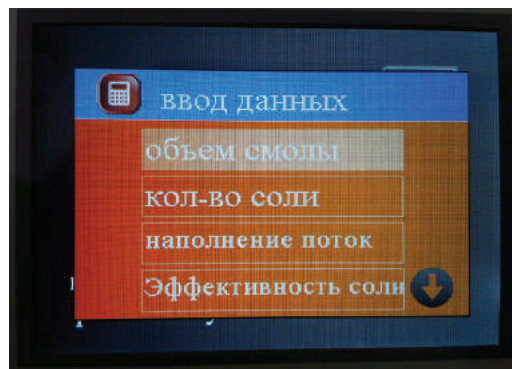 ввод данных
объем смолы
кол-во соли
наполнение поток
Эффективность соли